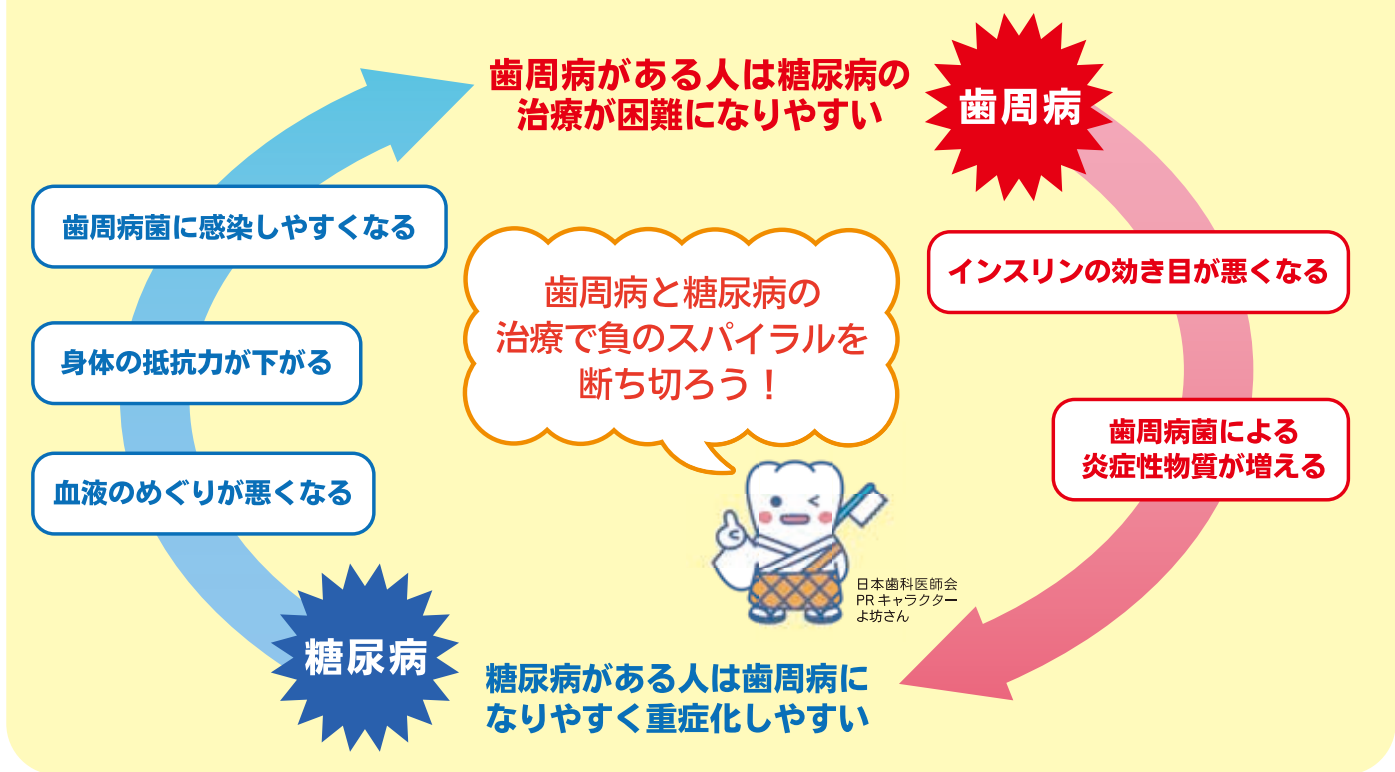 歯周病がある人は糖尿病の
治療が困難になりやすい
歯周病
インスリンの効き目が悪くなる
歯周病菌による
炎症性物質が増える
糖尿病がある人は歯周病に
なりやすく重症化しやすい
糖尿病
血液のめぐりが悪くなる
身体の抵抗力が下がる
歯周病菌に感染しやすくなる
歯周病と糖尿病の
治療で負のスパイラルを
断ち切ろう！
日本歯科医師会
PRキャラクター
よ坊さん